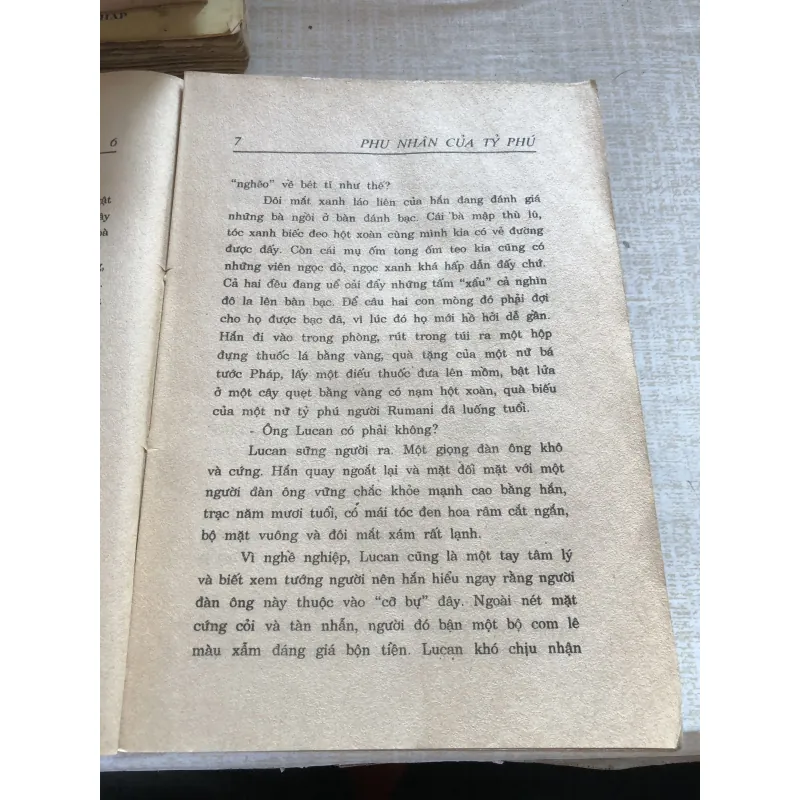 6
ật
ây
bà
7 PHU NHÂN CỦA TỶ PHÚ
“nghẽo” về bét tỉ như thế?
Đôi mắt xanh láo liên của hắn đang đánh giá
những bà ngồi ở bàn đánh bạc. Cái bà mập thù lù,
tóc xanh biếc đeo hột xoàn cùng mình kia có vẻ đường
được đấy. Còn cái mụ ốm tong ốm teo kia cũng có
những viên ngọc đỏ, ngọc xanh khá hấp dẫn đấy chứ.
Cả hai đều đang uể oải đẩy những tấm “xấu” cả nghìn
đô la lên bàn bạc. Để câu hai con mòng đó phải đợi
cho họ được bạc đã, vì lúc đó họ mới hồ hởi dễ gần.
Hắn đi vào trong phòng, rút trong túi ra một hộp
đựng thuốc lá bằng vàng, quà tặng của một nữ bá
tước Pháp, lấy một điếu thuốc đưa lên mồm, bật lửa
ở một cây quẹt bằng vàng có nạm hột xoàn, quà biếu
của một nữ tỷ phú người Rumani đã luống tuổi.
- Ông Lucan có phải không?
Lucan sững người ra. Một giọng đàn ông khô
và cứng. Hắn quay ngoắt lại và mặt đối mặt với một
người đàn ông vững chắc khỏe mạnh cao bằng hắn,
trạc năm mươi tuổi, cổ mái tóc đen hoa râm cắt ngắn,
bộ mặt vuông và đôi mắt xám rất lạnh.
Vì nghề nghiệp, Lucan cũng là một tay tâm lý
và biết xem tướng người nên hắn hiểu ngay rằng người
đàn ông này thuộc vào “cỡ bự” đây. Ngoài nét mặt
cứng cỏi và tàn nhẫn, người đó bận một bộ com lê
màu xẫm đáng giá bộn tiền. Lucan khó chịu nhận